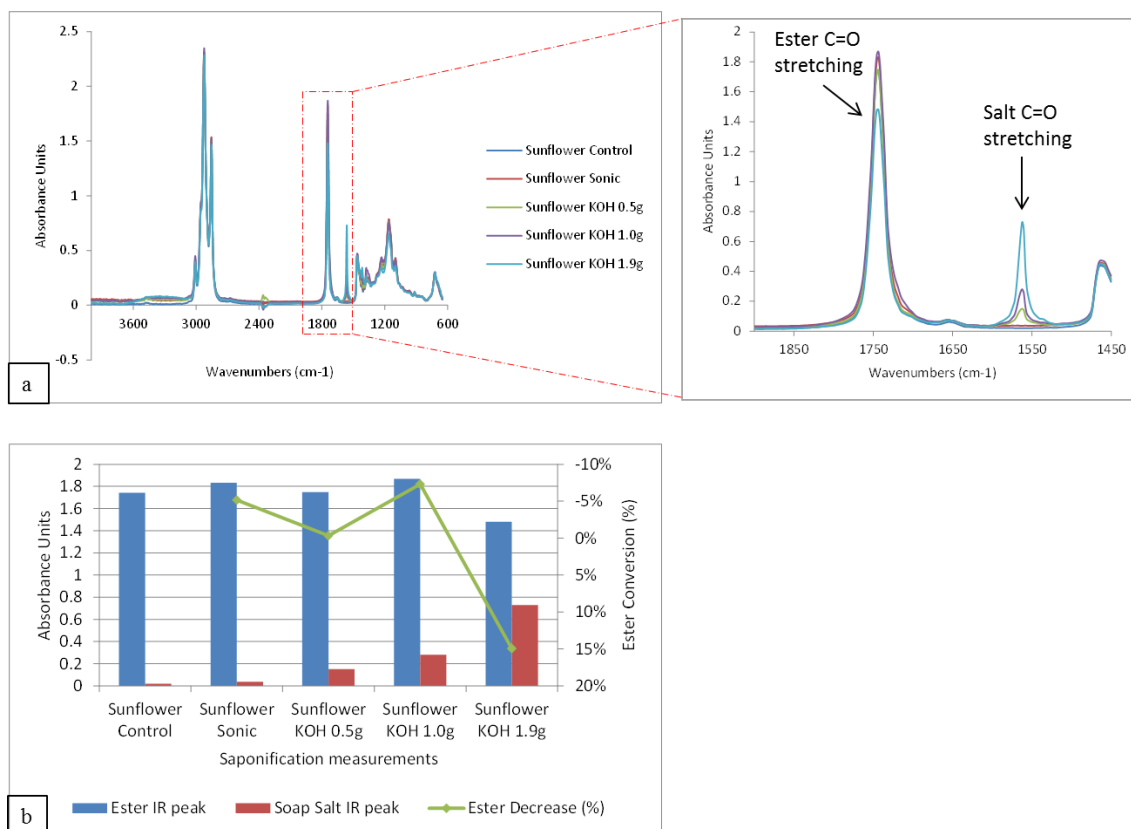 2.5
2
1.5
1
0.5
0
-0.5
3600
3000
2400
1800
1200
600
Absorbance Units
Wavenumbers (cm-1)
Sunflower Control
Sunflower Sonic
Sunflower KOH 0.5g
Sunflower KOH 1.0g
Sunflower KOH 1.9g
a
2
1.8
1.6
1.4
1.2
1
0.8
0.6
0.4
0.2
0
1850
1750
1650
1550
1450
Absorbance Units
Wavenumbers (cm-1)
Ester C=O
stretching
Salt C=O
stretching
2
1.8
1.6
1.4
1.2
1
0.8
0.6
0.4
0.2
0
Absorbance Units
-10%
-5%
0%
5%
10%
15%
20%
Ester Conversion (%)
Sunflower
Control
Sunflower
Sonic
Sunflower
KOH 0.5g
Sunflower
KOH 1.0g
Sunflower
KOH 1.9g
Saponification measurements
Ester IR peak
Soap Salt IR peak
Ester Decrease (%)
b